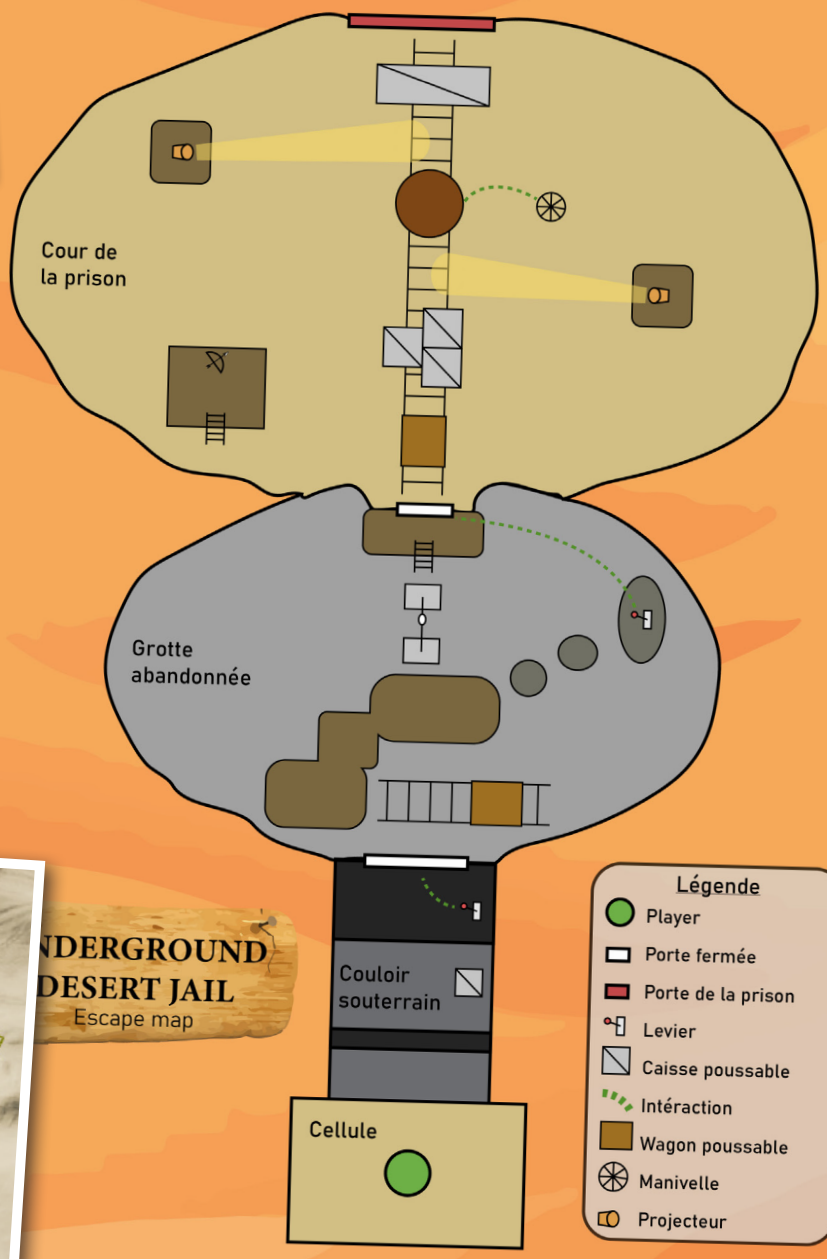 Cour de
la prison
Grotte
abandonnée
NDERGROUND
DESERT JAIL
Escape map
Couloir
souterrain
Cellule
Légende
Player
Porte fermée
Porte de la prison
Levier
Caisse poussable
Intéraction
Wagon poussable
Manivelle
Projecteur